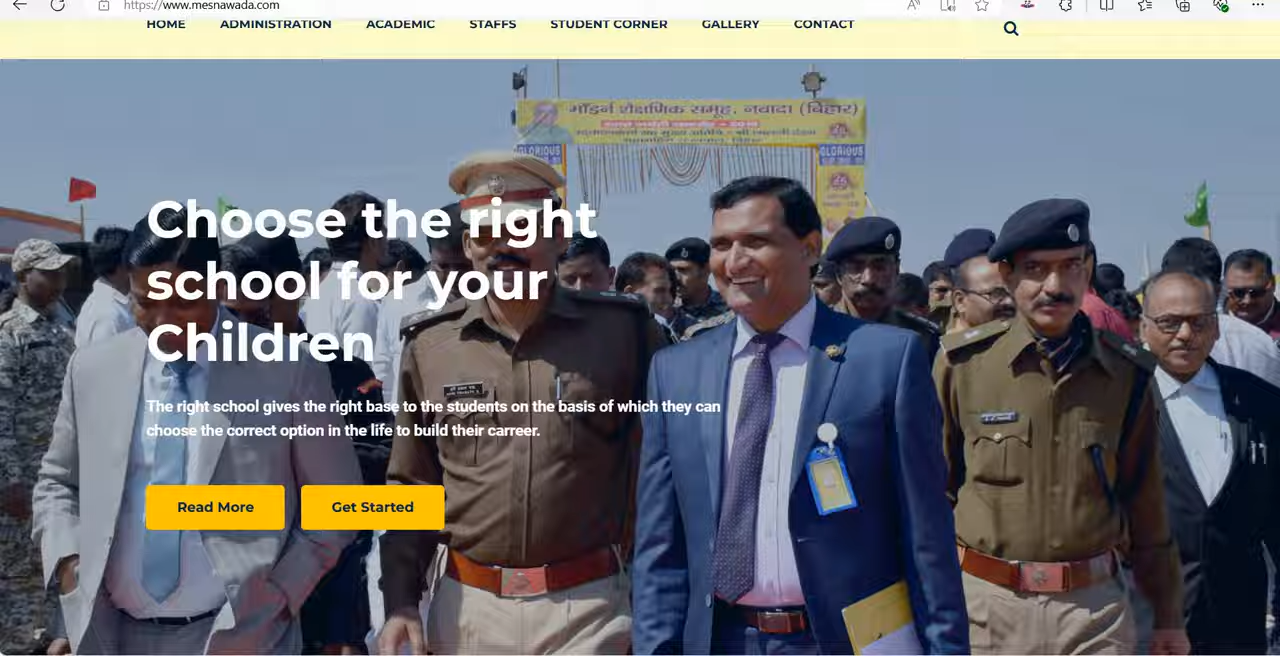 https://www.mesnawada.com
HOME ADMINISTRATION ACADEMIC STAFFS STUDENT CORNER GALLERY CONTACT
मॉडर्न शैक्षणिक समूह, नवादा (बिहार)
GLORIOUS GLORIOUS
25
Choose the right
school for your
Children
The right school gives the right base to the students on the basis of which they can
choose the correct option in the life to build their carreer.
Read More Get Started